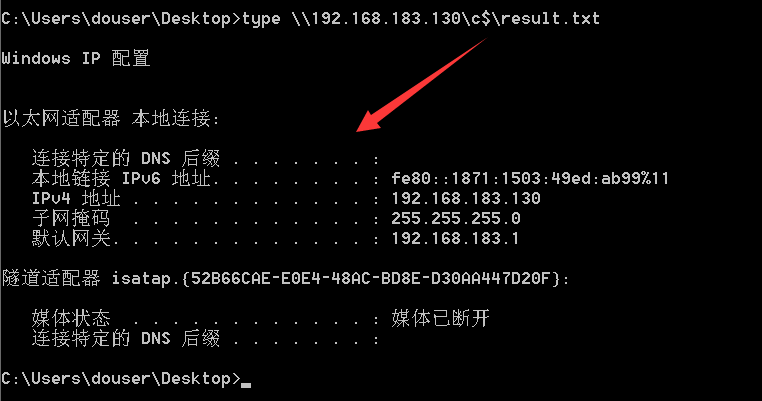 C:\Users\douser\Desktop>type \\192.168.183.130\c$\result.txt
Windows IP 配置
以太网适配器 本地连接:
连接特定的 DNS 后缀 . . . . . . . :
本地链接 IPv6 地址. . . . . . . . : fe80::1871:1503:49ed:ab99%11
IPv4 地址 . . . . . . . . . . . . : 192.168.183.130
子网掩码  . . . . . . . . . . . . : 255.255.255.0
默认网关. . . . . . . . . . . . . : 192.168.183.1
隧道适配器 isatap.{52B66CAE-E0E4-48AC-BD8E-D30AA447D20F}:
媒体状态  . . . . . . . . . . . . : 媒体已断开
连接特定的 DNS 后缀 . . . . . . . :
C:\Users\douser\Desktop>_